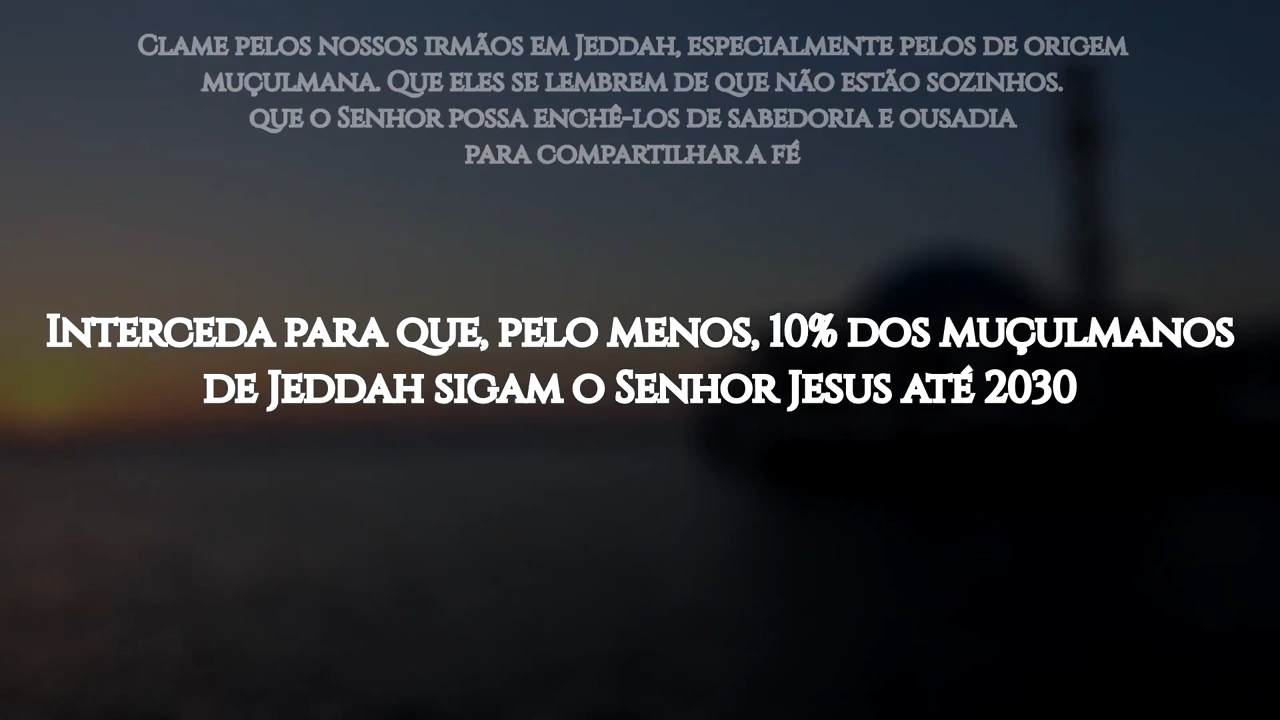 Clame pelos nossos irmãos em Jeddah, especialmente pelos de origem
muçulmana. Que eles se lembrem de que não estão sozinhos.
que o Senhor possa enchê-los de sabedoria e ousadia
para compartilhar a fé
Interceda para que, pelo menos, 10% dos muçulmanos
de Jeddah sigam o Senhor Jesus até 2030